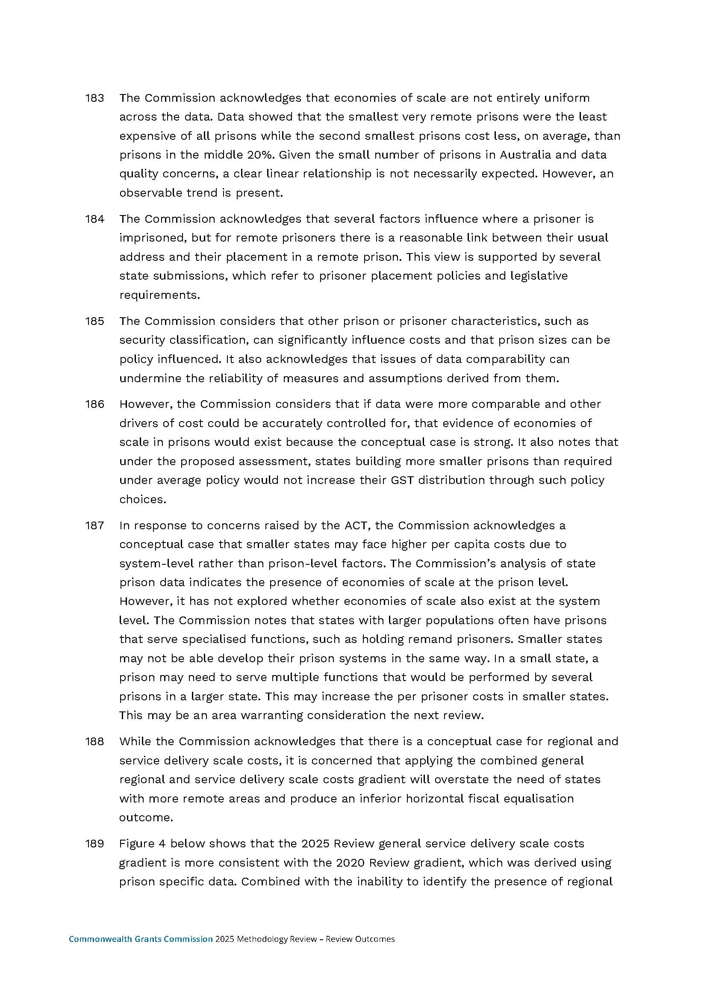 183 The Commission acknowledges that economies of scale are not entirely uniform
across the data. Data showed that the smallest very remote prisons were the least
expensive of all prisons while the second smallest prisons cost less, on average, than
prisons in the middle 20%. Given the small number of prisons in Australia and data
quality concerns, a clear linear relationship is not necessarily expected. However, an
observable trend is present.
184 The Commission acknowledges that several factors influence where a prisoner is
imprisoned, but for remote prisoners there is a reasonable link between their usual
address and their placement in a remote prison. This view is supported by several
state submissions, which refer to prisoner placement policies and legislative
requirements.
185 The Commission considers that other prison or prisoner characteristics, such as
security classification, can significantly influence costs and that prison sizes can be
policy influenced. It also acknowledges that issues of data comparability can
undermine the reliability of measures and assumptions derived from them.
186 However, the Commission considers that if data were more comparable and other
drivers of cost could be accurately controlled for, that evidence of economies of
scale in prisons would exist because the conceptual case is strong. It also notes that
under the proposed assessment, states building more smaller prisons than required
under average policy would not increase their GST distribution through such policy
choices.
187 In response to concerns raised by the ACT, the Commission acknowledges a
conceptual case that smaller states may face higher per capita costs due to
system-level rather than prison-level factors. The Commission’s analysis of state
prison data indicates the presence of economies of scale at the prison level.
However, it has not explored whether economies of scale also exist at the system
level. The Commission notes that states with larger populations often have prisons
that serve specialised functions, such as holding remand prisoners. Smaller states
may not be able develop their prison systems in the same way. In a small state, a
prison may need to serve multiple functions that would be performed by several
prisons in a larger state. This may increase the per prisoner costs in smaller states.
This may be an area warranting consideration the next review.
188 While the Commission acknowledges that there is a conceptual case for regional and
service delivery scale costs, it is concerned that applying the combined general
regional and service delivery scale costs gradient will overstate the need of states
with more remote areas and produce an inferior horizontal fiscal equalisation
outcome.
189 Figure 4 below shows that the 2025 Review general service delivery scale costs
gradient is more consistent with the 2020 Review gradient, which was derived using
prison specific data. Combined with the inability to identify the presence of regional
Commonwealth Grants Commission 2025 Methodology Review – Review Outcomes